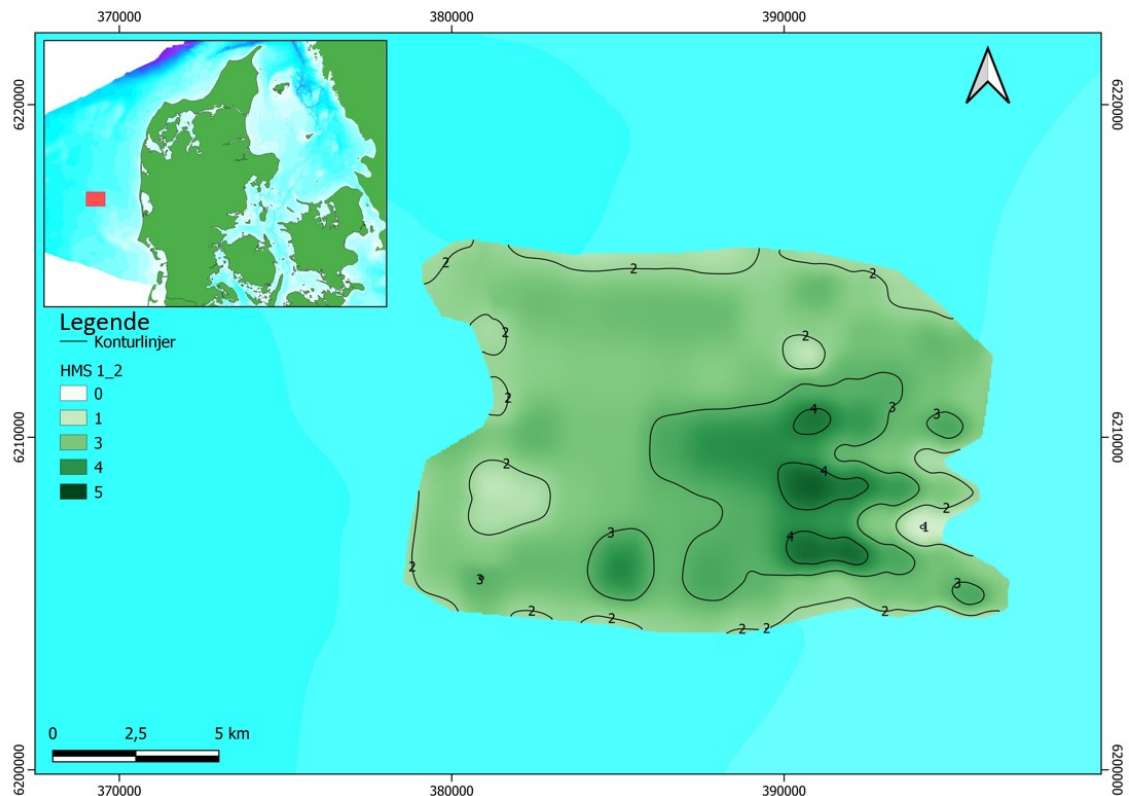 370000 380000 390000
6220000 6220000
Legende
Konturlinjer
HMS 1_2
0
1
3
4
5
2 2 2
2 2
2 4 3 3
2 4
2
3 4 1
2 3 3
2 2 2 2 2
6210000 6210000
0 2,5 5 km
6200000 6200000
370000 380000 390000